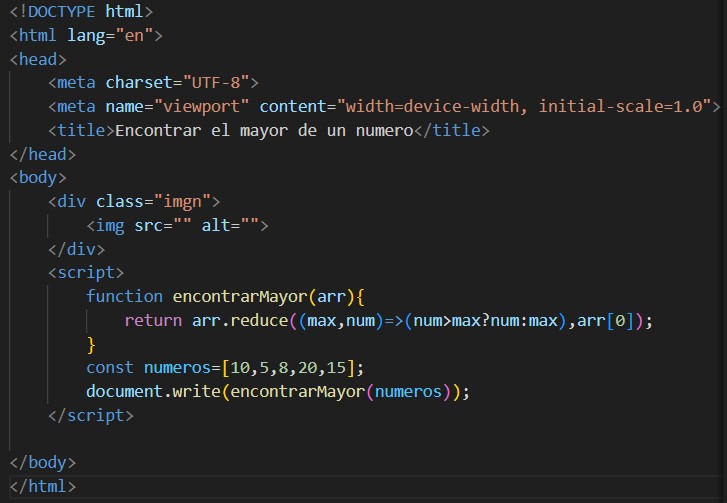 <!DOCTYPE html>
<html lang="en">
<head>
    <meta charset="UTF-8">
    <meta name="viewport" content="width=device-width, initial-scale=1.0">
    <title>Encontrar el mayor de un numero</title>
</head>
<body>
    <div class="imgn">
        <img src="" alt="">
    </div>
    <script>
        function encontrarMayor(arr){
            return arr.reduce((max,num)=>(num>max?num:max),arr[0]);
        }
        const numeros=[10,5,8,20,15];
        document.write(encontrarMayor(numeros));
    </script>

</body>
</html>